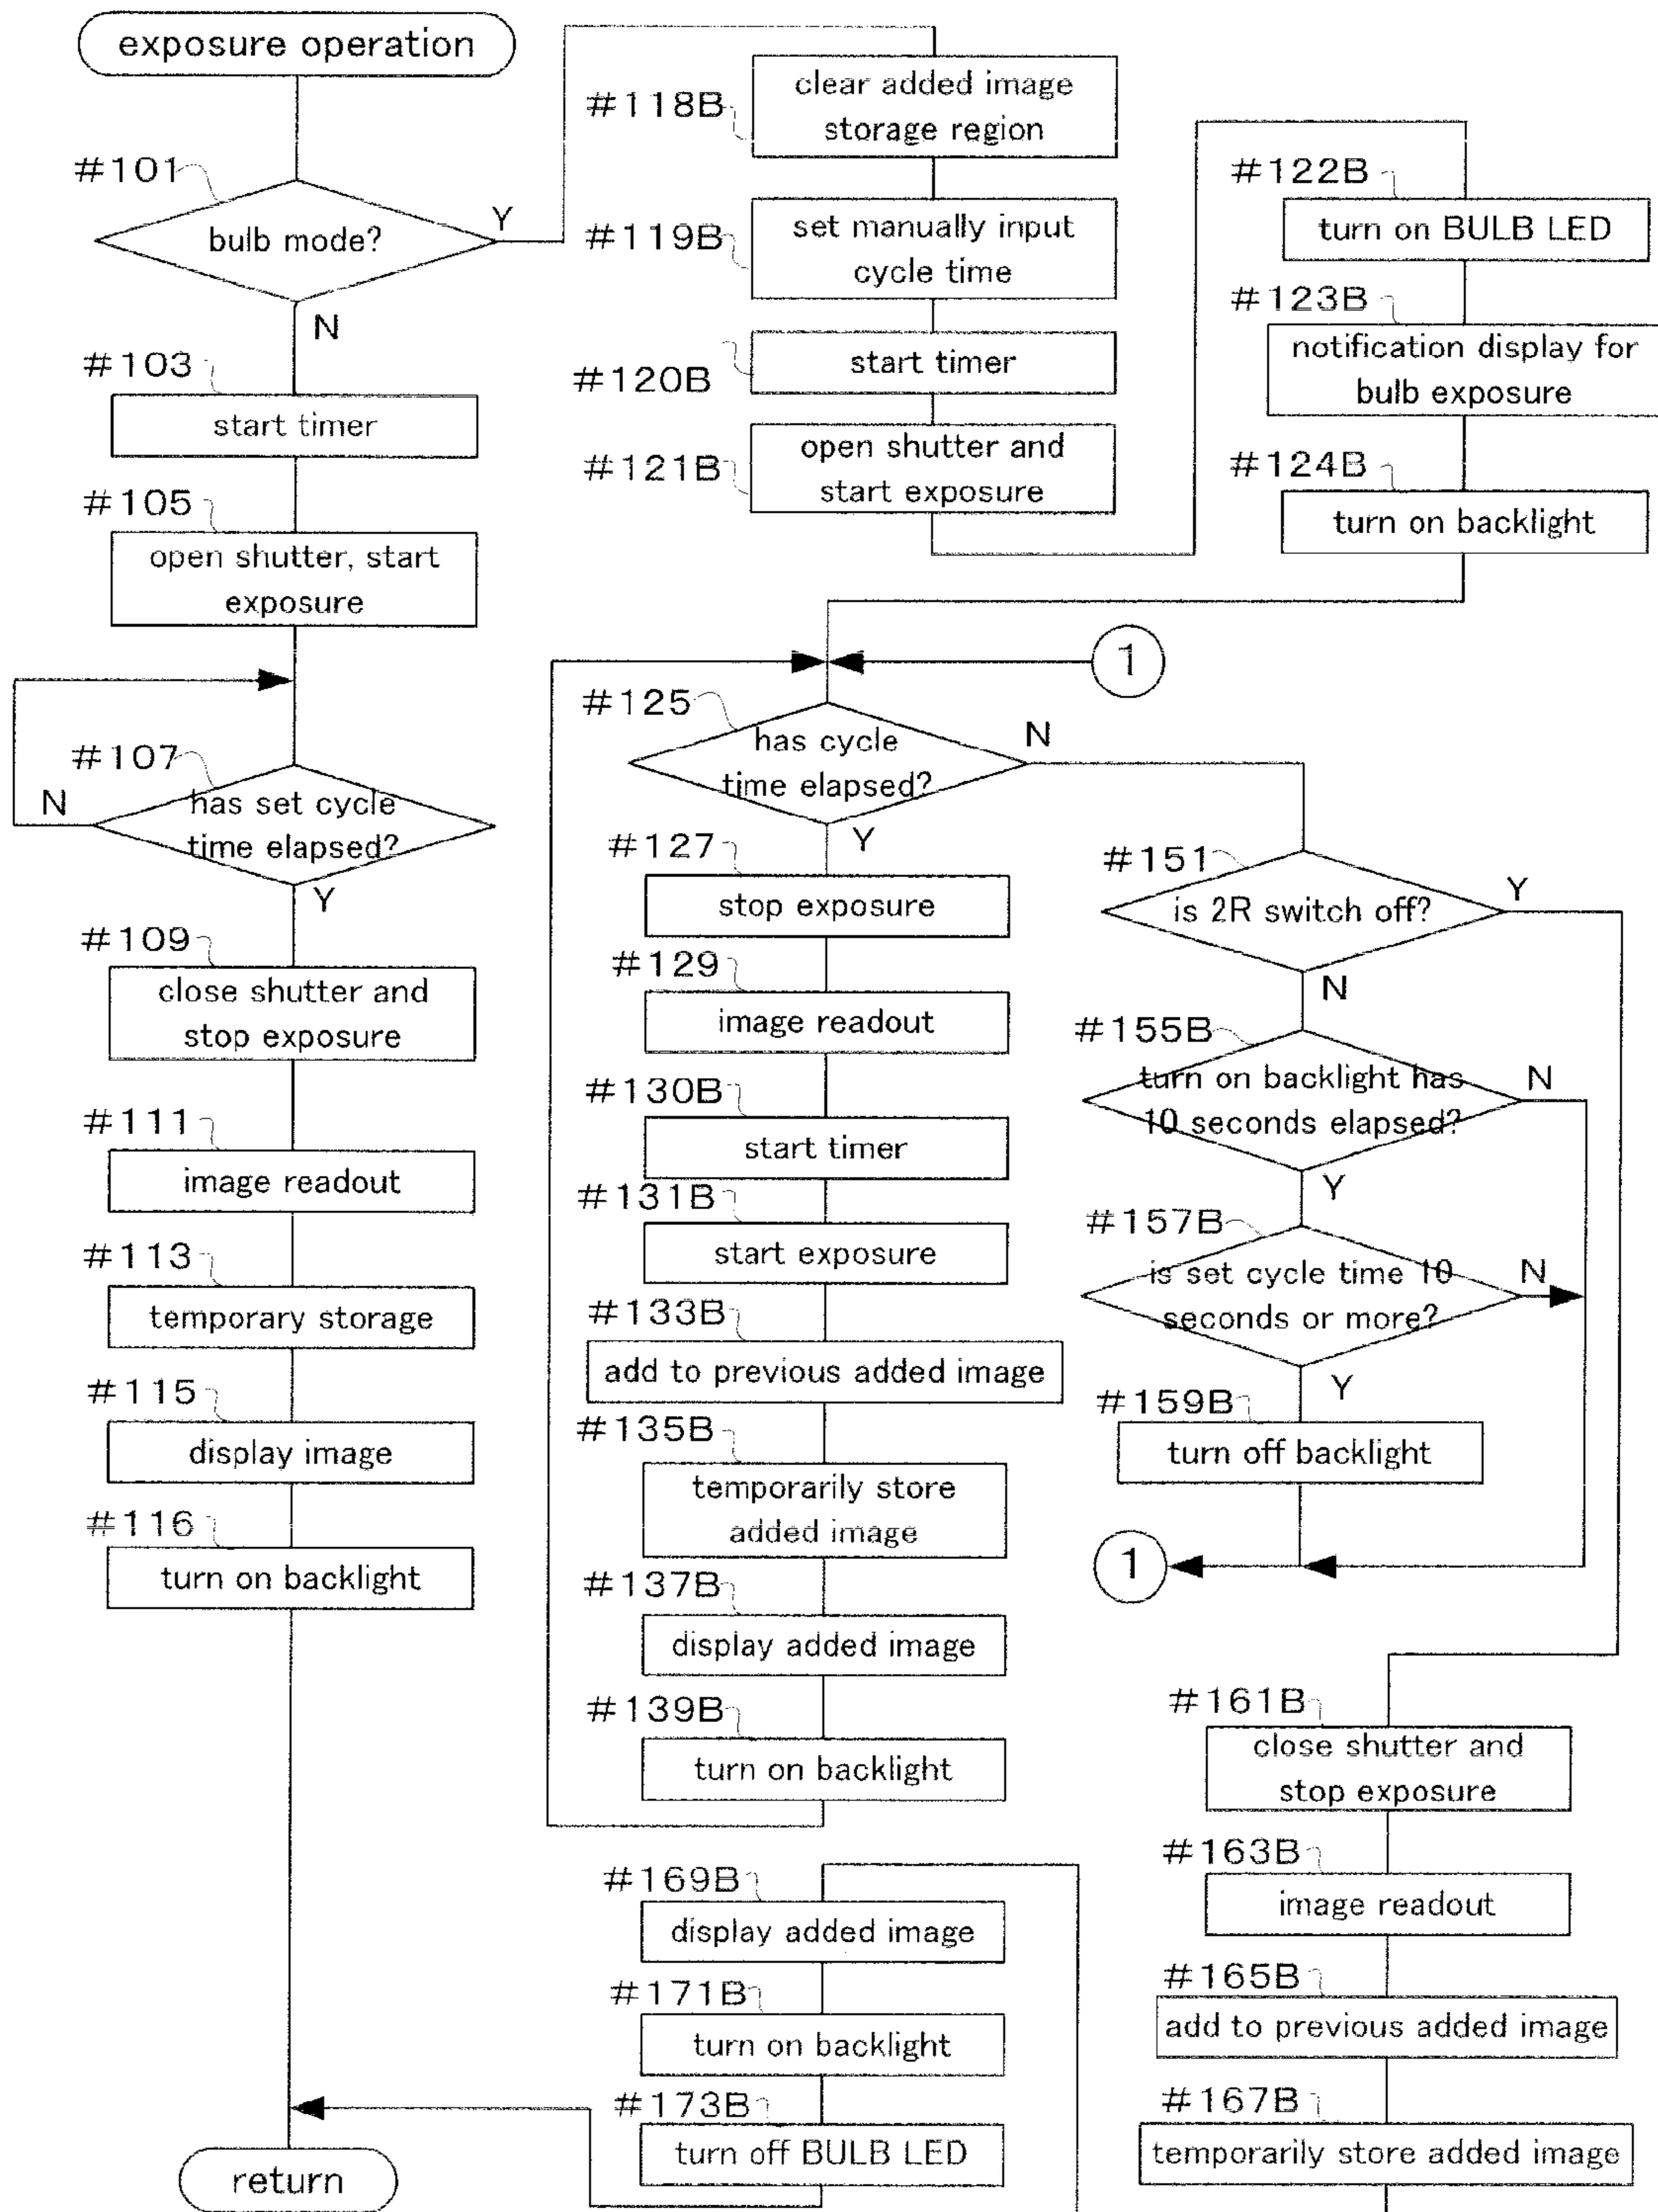 exposure operation
#101
bulb mode?
Y
N
#103
start timer
#105
open shutter, start
exposure
#107
has set cycle
time elapsed?
N
Y
#109
close shutter and
stop exposure
#111
image readout
#113
temporary storage
#115
display image
#116
turn on backlight
return
#118B
clear added image
storage region
#119B
set manually input
cycle time
#120B
start timer
#121B
open shutter and
start exposure
#122B
turn on BULB LED
#123B
notification display for
bulb exposure
#124B
turn on backlight
1
#125
has cycle
time elapsed?
N
Y
#127
stop exposure
#129
image readout
#130B
start timer
#131B
start exposure
#133B
add to previous added image
#135B
temporarily store
added image
#137B
display added image
#139B
turn on backlight
#151
is 2R switch off?
Y
N
#155B
turn on backlight has
10 seconds elapsed?
N
Y
#157B
is set cycle time 10
seconds or more?
N
Y
#159B
turn off backlight
1
#161B
close shutter and
stop exposure
#163B
image readout
#165B
add to previous added image
#167B
temporarily store added image
#169B
display added image
#171B
turn on backlight
#173B
turn off BULB LED